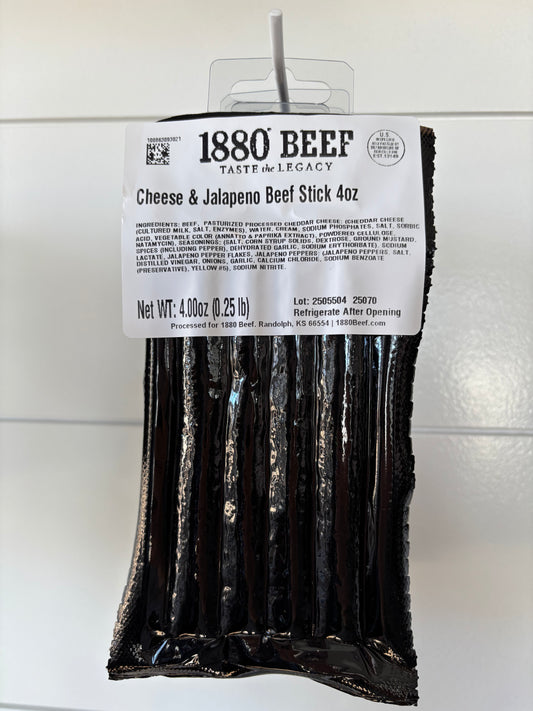 109863093021
1880® BEEF
TASTE the LEGACY
U.S.
Cheese & Jalapeno Beef Stick 4oz
INGREDIENTS: BEEF, PASTURIZED PROCESSED CHEDDAR CHEESE: (CHEDDAR CHEESE
(CULTURED MILK, SALT, ENZYMES), WATER, CREAM, SODIUM PHOSPHATES, SALT, SORBIC
ACID, VEGETABLE COLOR (ANNATTO & PAPRIKA EXTRACT), POWDERED CELLULOSE,
NATAMYCIN), SEASONINGS: (SALT, CORN SYRUP SOLIDS, DEXTROSE, GROUND MUSTARD,
SPICES (INCLUDING PEPPER), DEHYDRATED GARLIC, SODIUM ERYTHORBATE), SODIUM
LACTATE, JALAPENO PEPPER FLAKES, JALAPENO PEPPERS: (JALAPENO PEPPERS, SALT,
DISTILLED VINEGAR, ONIONS, GARLIC, CALCIUM CHLORIDE, SODIUM BENZOATE
(PRESERVATIVE), YELLOW #5), SODIUM NITRITE.
Net WT: 4.00oz (0.25 lb)
Lot: 2505504 25070
Refrigerate After Opening
Processed for 1880 Beef. Randolph, KS 66554 | 1880Beef.com